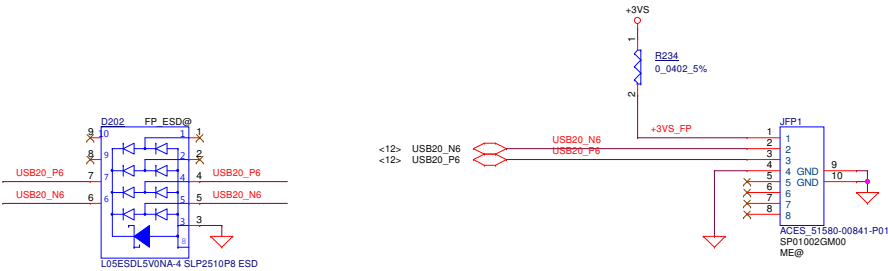 +3VS
1
R234
0_0402_5%
2
+3VS_FP
JFP1
<12> USB20_N6 USB20_N6
<12> USB20_P6 USB20_P6
1 1
2 2
3 3
4 4 GND 9
5 5 GND 10
6 6
7 7
8 8
ACES_51580-00841-P01
SP01002GM00
ME@
D202 FP_ESD@
9 10 1 1
8 9 2 2
USB20_P6 7 7 4 4 USB20_P6
USB20_N6 6 6 5 5 USB20_N6
3 3
8
L05ESDL5V0NA-4 SLP2510P8 ESD